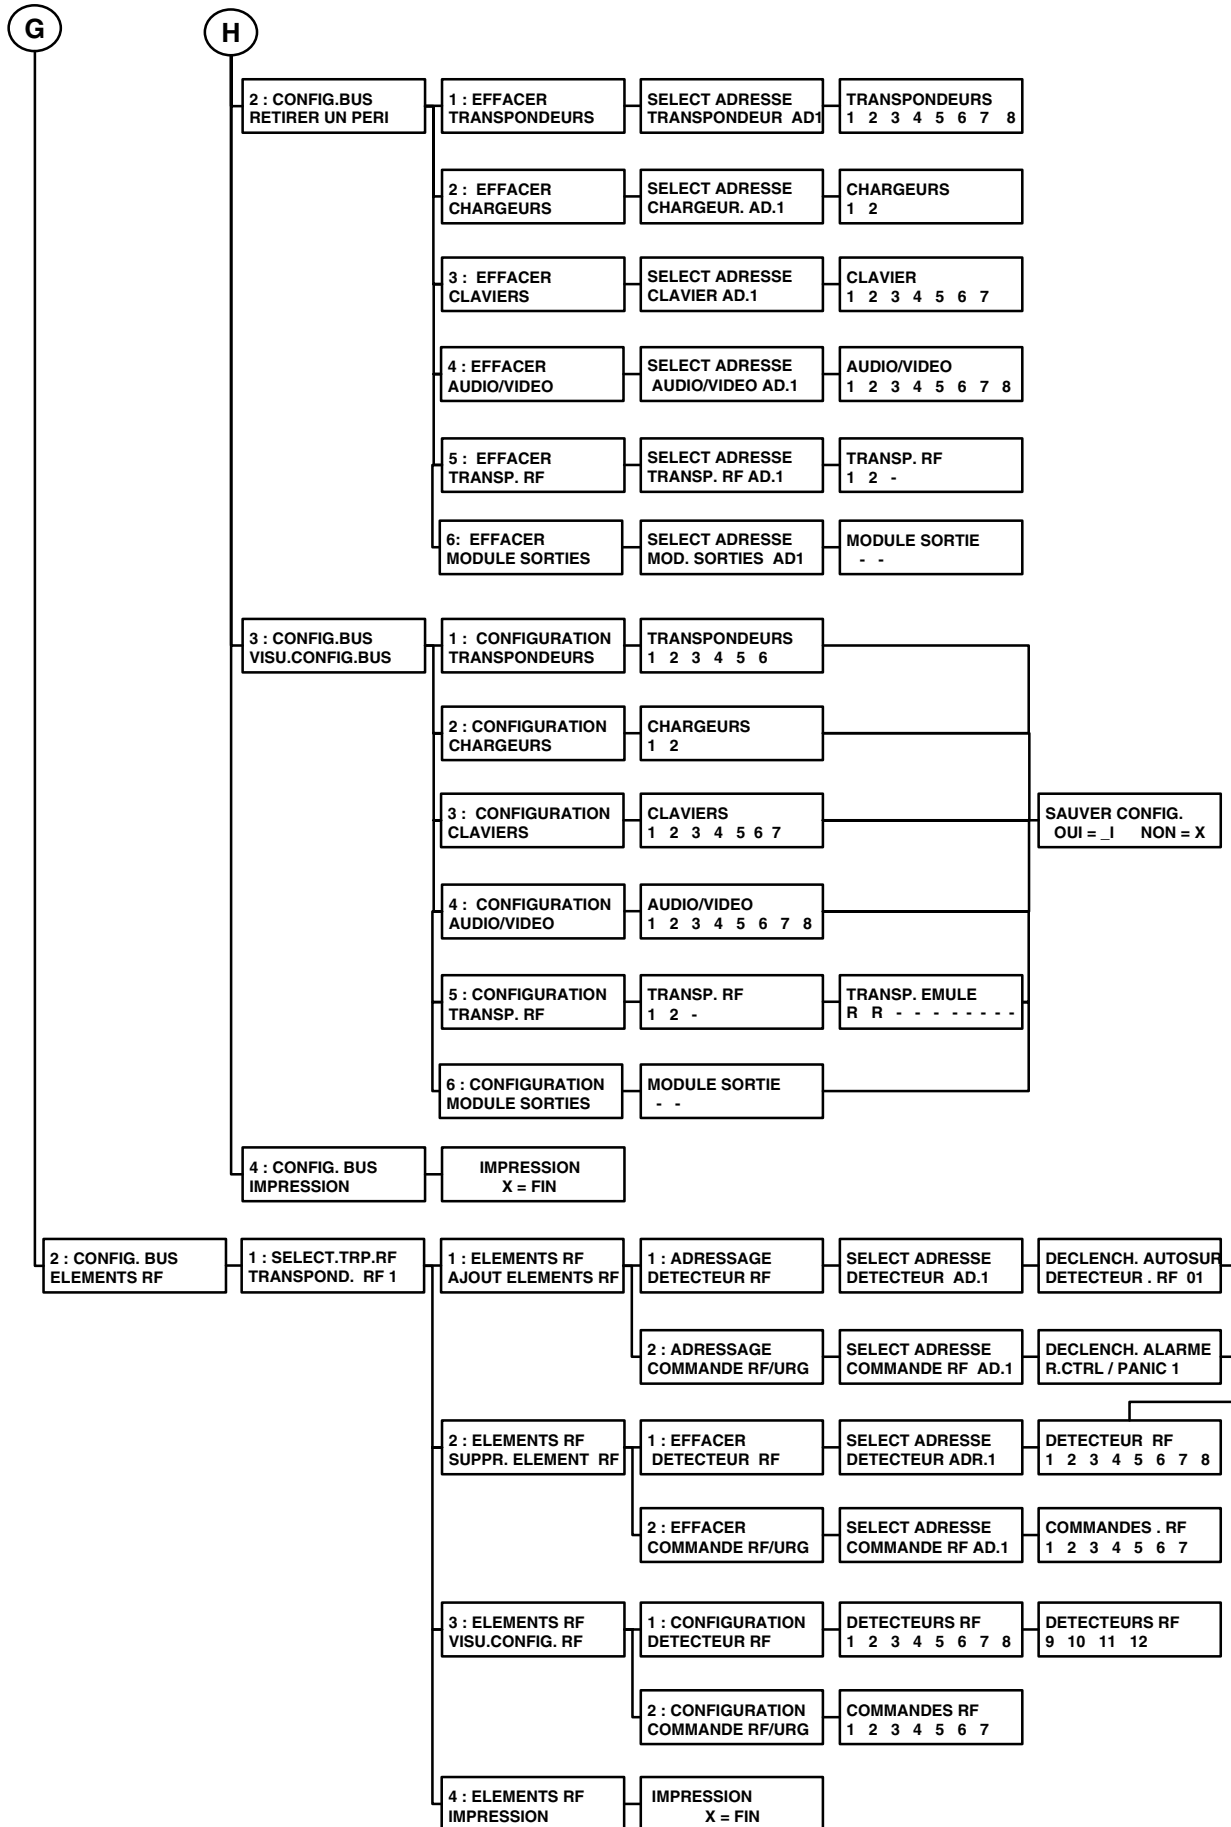 G
H
2 : CONFIG.BUS
RETIRER UN PERI
1 : EFFACER
TRANSPONDEURS
SELECT ADRESSE
TRANSPONDEUR AD1
TRANSPONDEURS
1 2 3 4 5 6 7 8
2 : EFFACER
CHARGEURS
SELECT ADRESSE
CHARGEUR. AD.1
CHARGEURS
1 2
3 : EFFACER
CLAVIERS
SELECT ADRESSE
CLAVIER AD.1
CLAVIER
1 2 3 4 5 6 7
4 : EFFACER
AUDIO/VIDEO
SELECT ADRESSE
AUDIO/VIDEO AD.1
AUDIO/VIDEO
1 2 3 4 5 6 7 8
5 : EFFACER
TRANSP. RF
SELECT ADRESSE
TRANSP. RF AD.1
TRANSP. RF
1 2 -
6: EFFACER
MODULE SORTIES
SELECT ADRESSE
MOD. SORTIES AD1
MODULE SORTIE
- -
3 : CONFIG.BUS
VISU.CONFIG.BUS
1 : CONFIGURATION
TRANSPONDEURS
TRANSPONDEURS
1 2 3 4 5 6
2 : CONFIGURATION
CHARGEURS
CHARGEURS
1 2
3 : CONFIGURATION
CLAVIERS
CLAVIERS
1 2 3 4 5 6 7
SAUVER CONFIG.
OUI = _I NON = X
4 : CONFIGURATION
AUDIO/VIDEO
AUDIO/VIDEO
1 2 3 4 5 6 7 8
5 : CONFIGURATION
TRANSP. RF
TRANSP. RF
1 2 -
TRANSP. EMULE
R R - - - - - - -
6 : CONFIGURATION
MODULE SORTIES
MODULE SORTIE
- -
4 : CONFIG. BUS
IMPRESSION
IMPRESSION
X = FIN
2 : CONFIG. BUS
ELEMENTS RF
1 : SELECT.TRP.RF
TRANSPOND. RF 1
1 : ELEMENTS RF
AJOUT ELEMENTS RF
1 : ADRESSAGE
DETECTEUR RF
SELECT ADRESSE
DETECTEUR AD.1
DECLENCH. AUTOSUR
DETECTEUR . RF 01
2 : ADRESSAGE
COMMANDE RF/URG
SELECT ADRESSE
COMMANDE RF AD.1
DECLENCH. ALARME
R.CTRL / PANIC 1
2 : ELEMENTS RF
SUPPR. ELEMENT RF
1 : EFFACER
DETECTEUR RF
SELECT ADRESSE
DETECTEUR ADR.1
DETECTEUR RF
1 2 3 4 5 6 7 8
2 : EFFACER
COMMANDE RF/URG
SELECT ADRESSE
COMMANDE RF AD.1
COMMANDES . RF
1 2 3 4 5 6 7
3 : ELEMENTS RF
VISU.CONFIG. RF
1 : CONFIGURATION
DETECTEUR RF
DETECTEURS RF
1 2 3 4 5 6 7 8
DETECTEURS RF
9 10 11 12
2 : CONFIGURATION
COMMANDE RF/URG
COMMANDES RF
1 2 3 4 5 6 7
4 : ELEMENTS RF
IMPRESSION
IMPRESSION
X = FIN